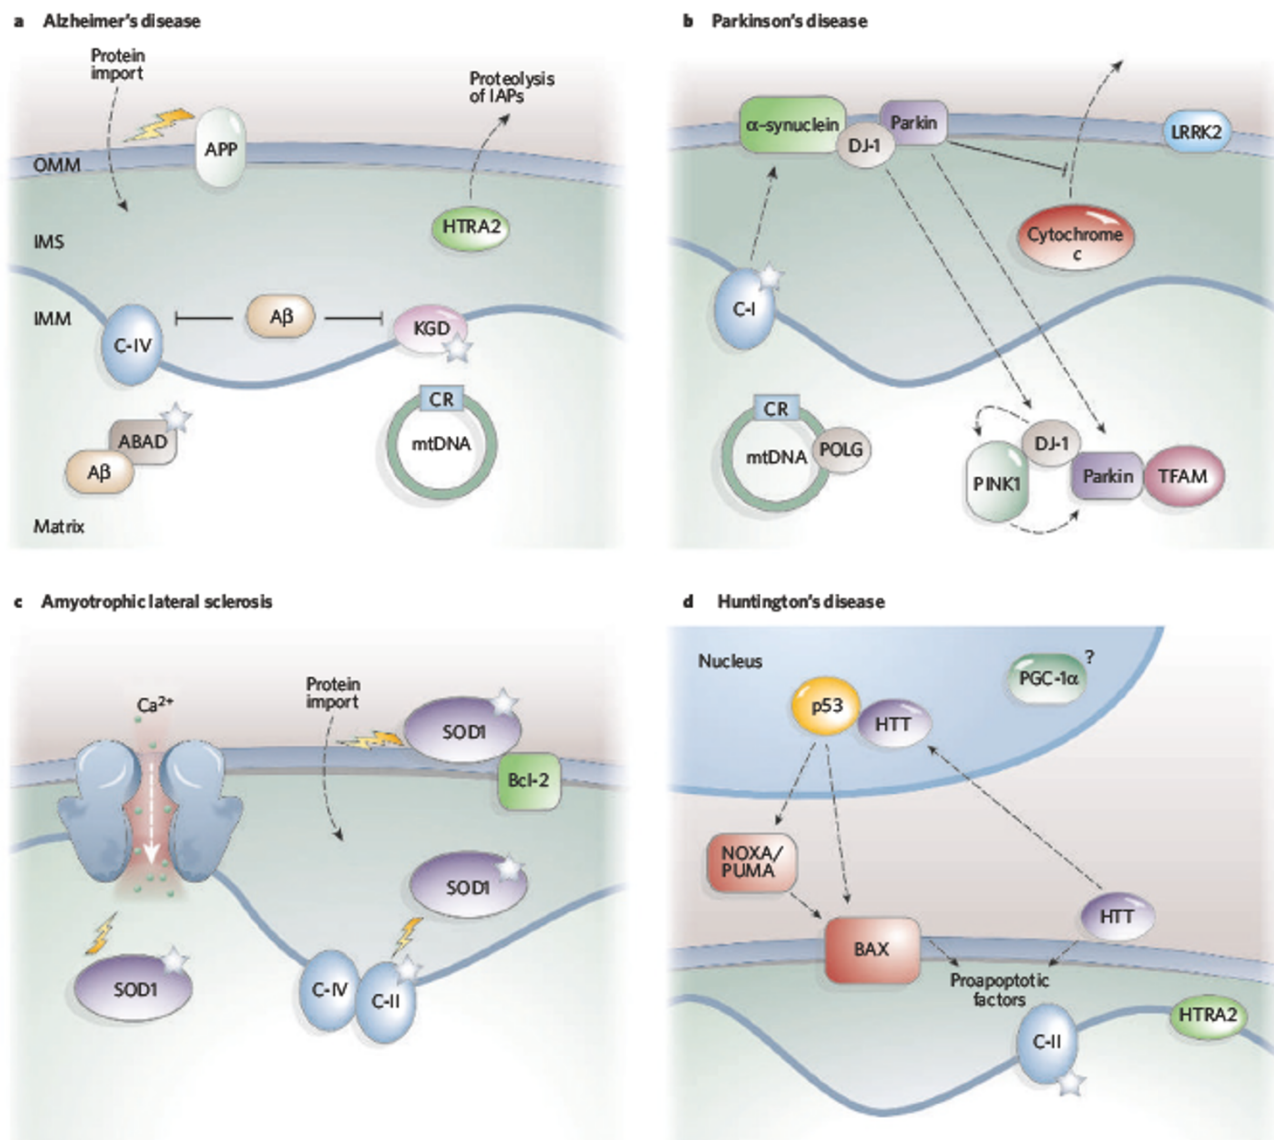 a Alzheimer's disease
Protein
import
APP
OMM
Proteolysis
of IAPs
HTRA2
IMS
IMM
C-IV
Aβ
KGD
CR
mtDNA
ABAD
Aβ
Matrix
b Parkinson's disease
α-synuclein
DJ-1
Parkin
LRRK2
Cytochrome
c
C-I
CR
mtDNA
POLG
DJ-1
PINK1
Parkin
TFAM
c Amyotrophic lateral sclerosis
Ca2+
Protein
import
SOD1
Bcl-2
SOD1
SOD1
C-IV
C-II
d Huntington's disease
Nucleus
PGC-1α
?
p53
HTT
NOXA/
PUMA
HTT
BAX
Proapoptotic
factors
C-II
HTRA2